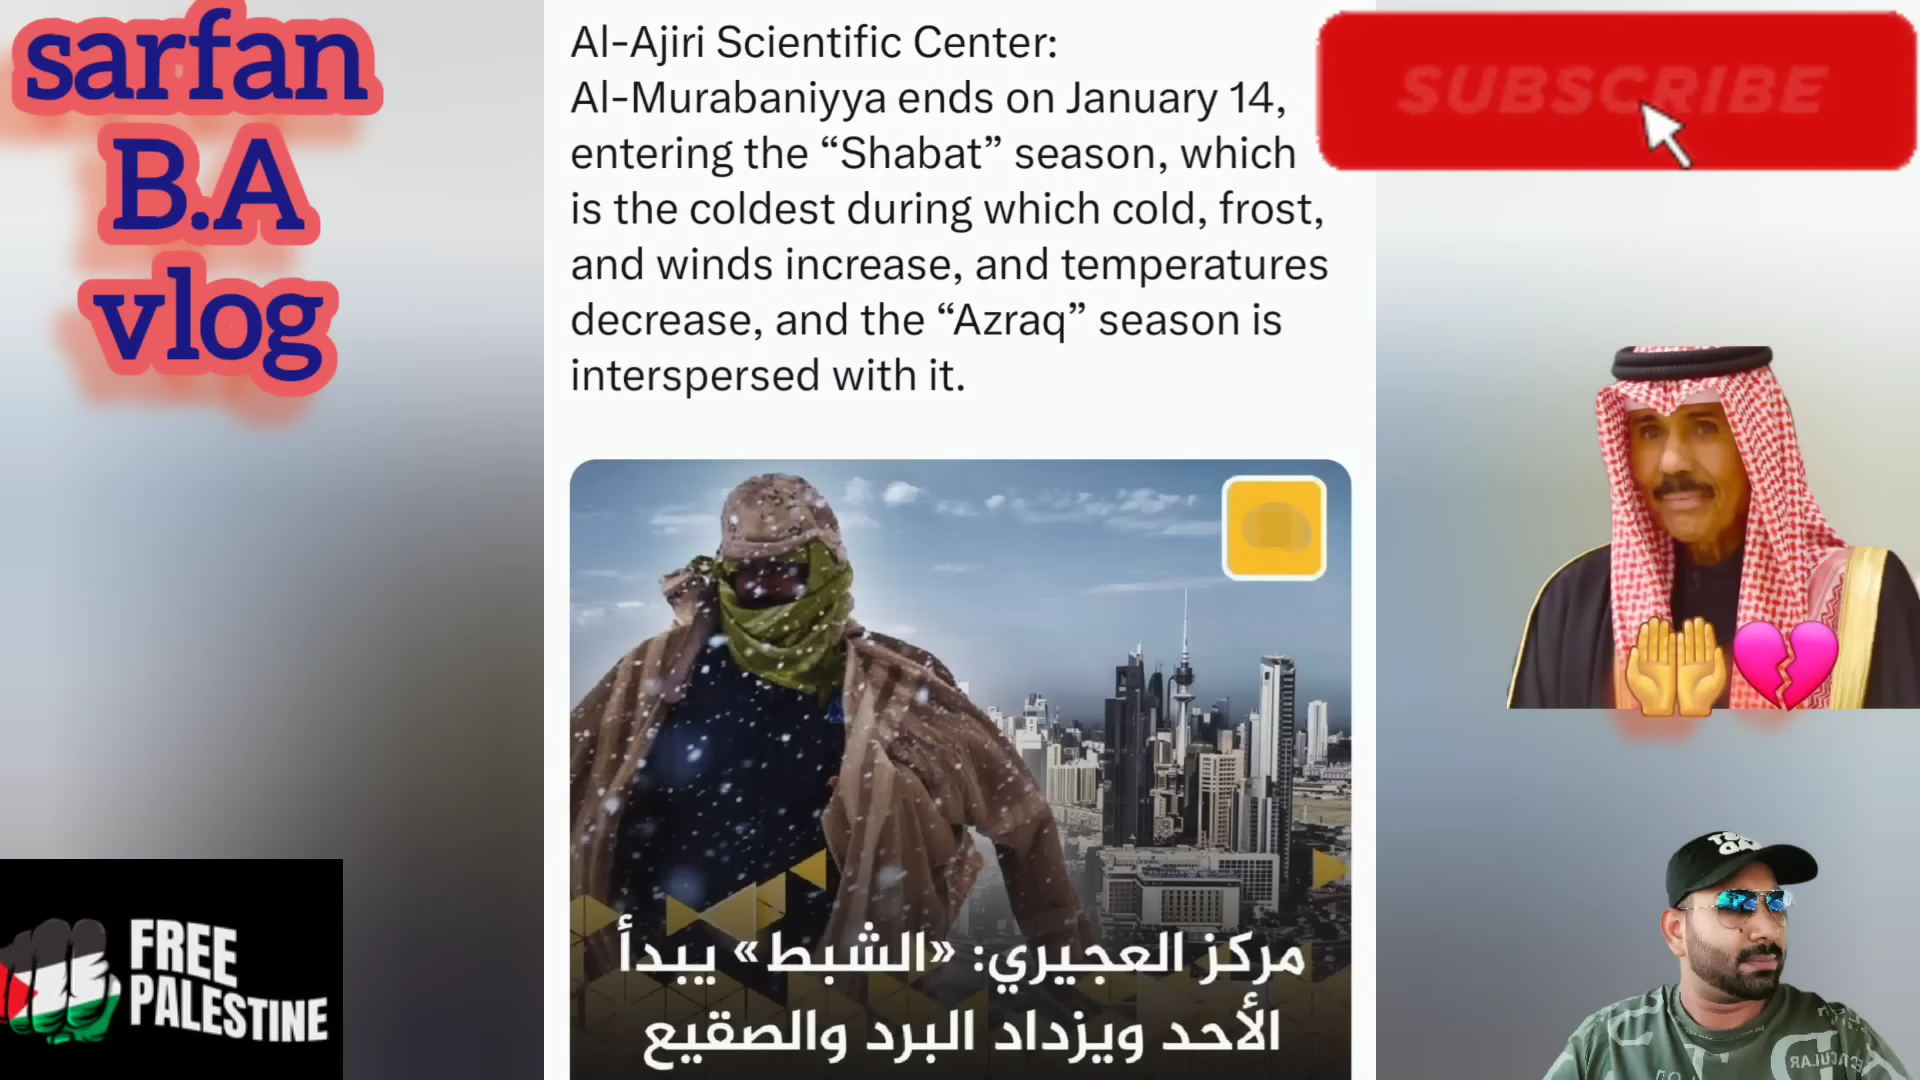 sarfan
B.A
vlog
Al-Ajiri Scientific Center:
Al-Murabaniyya ends on January 14,
entering the “Shabat” season, which
is the coldest during which cold, frost,
and winds increase, and temperatures
decrease, and the “Azraq” season is
interspersed with it.
SUBSCRIBE
مركز العجيري: «الشبط» يبدأ
الأحد ويزداد البرد والصقيع
FREE
PALESTINE